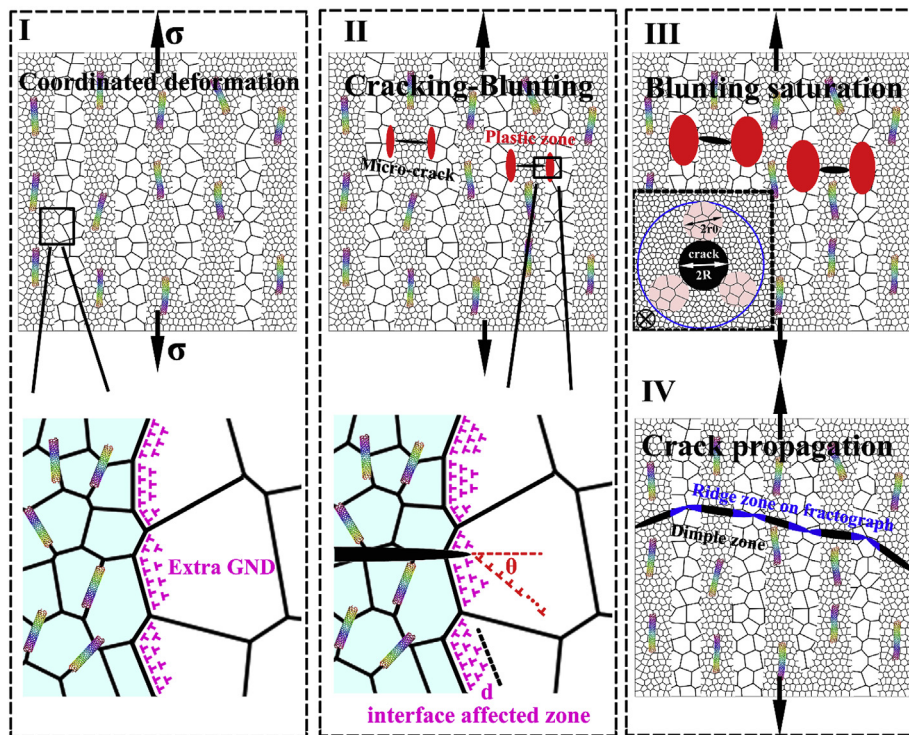 I
σ
Coordinated deformation
σ
Extra GND
II
Cracking-Blunting
Plastic zone
Micro-crack
θ
d
interface affected zone
III
Blunting saturation
2r0
crack
2R
IV
Crack propagation
Ridge zone on fractograph
Dimple zone